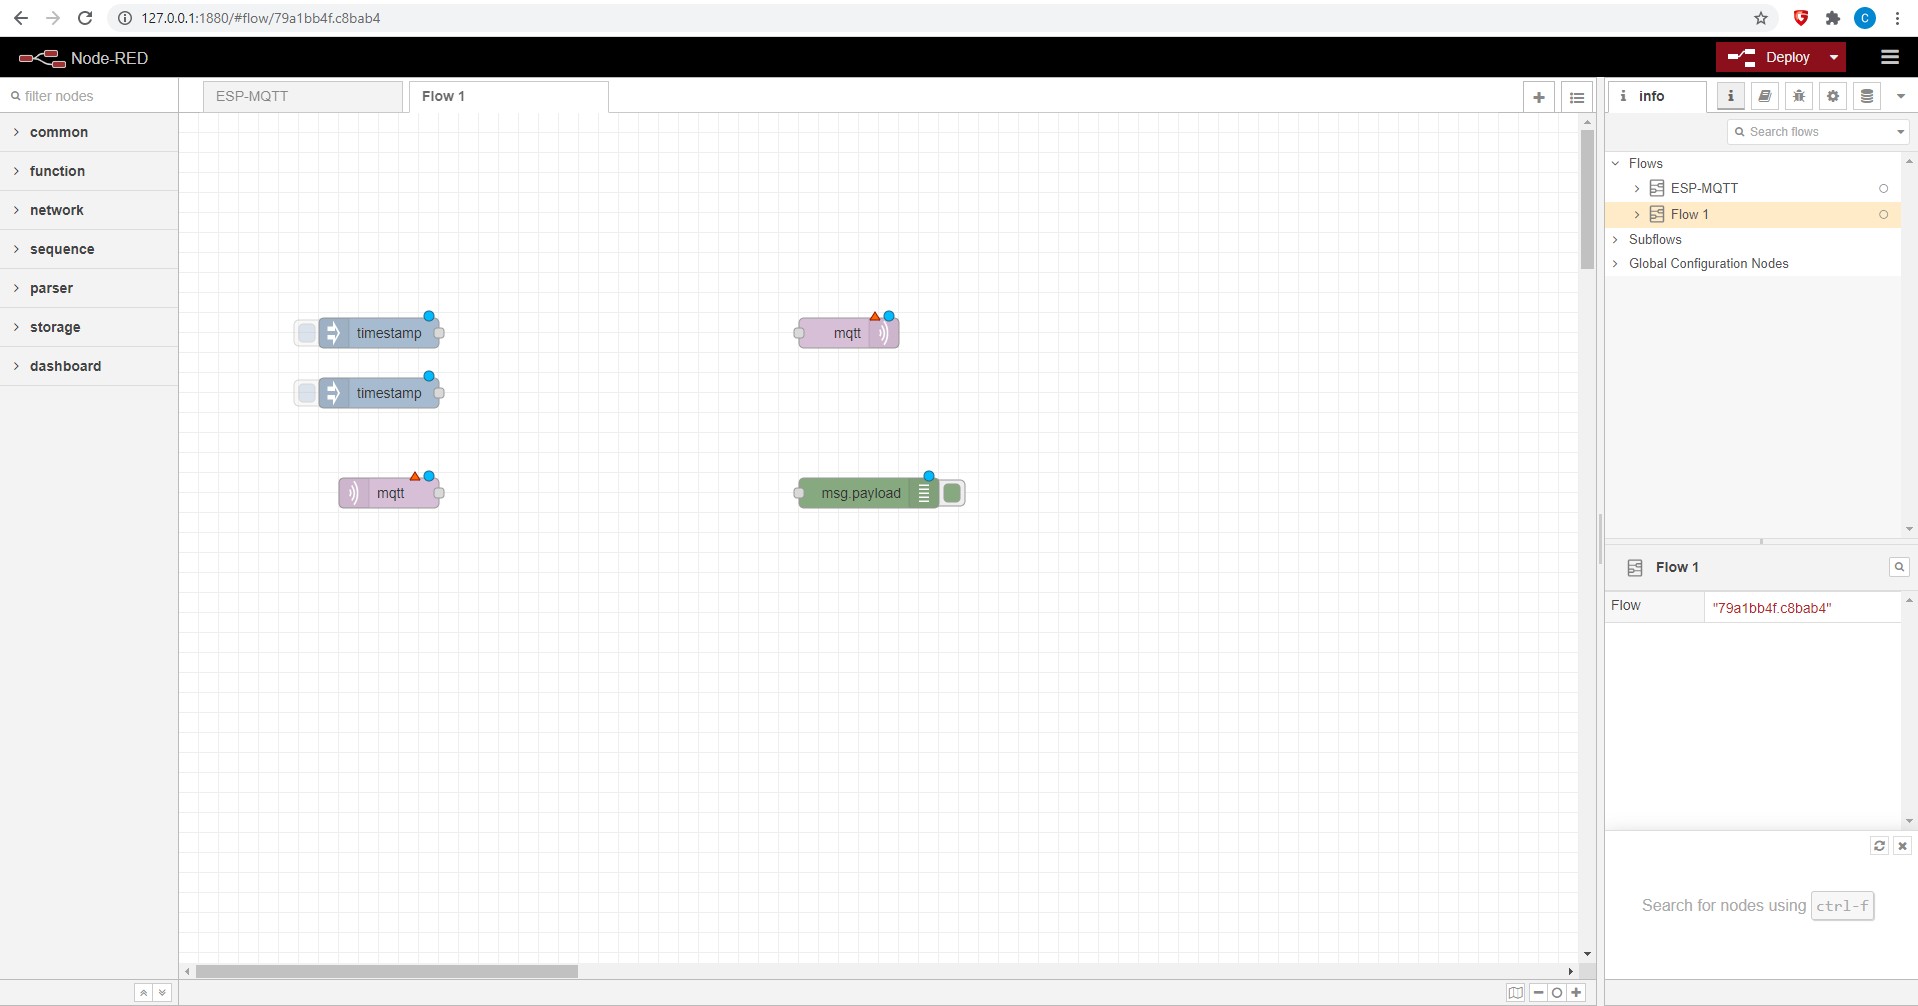 127.0.0.1:1880/#flow/79a1bb4f.c8bab4
C
Node-RED
Deploy
filter nodes
ESP-MQTT
Flow 1
i info
i
common
function
network
sequence
parser
storage
dashboard
timestamp
mqtt
timestamp
mqtt
msg.payload
Search flows
Flows
ESP-MQTT
Flow 1
Subflows
Global Configuration Nodes
Flow 1
Flow
"79a1bb4f.c8bab4"
Search for nodes using ctrl-f